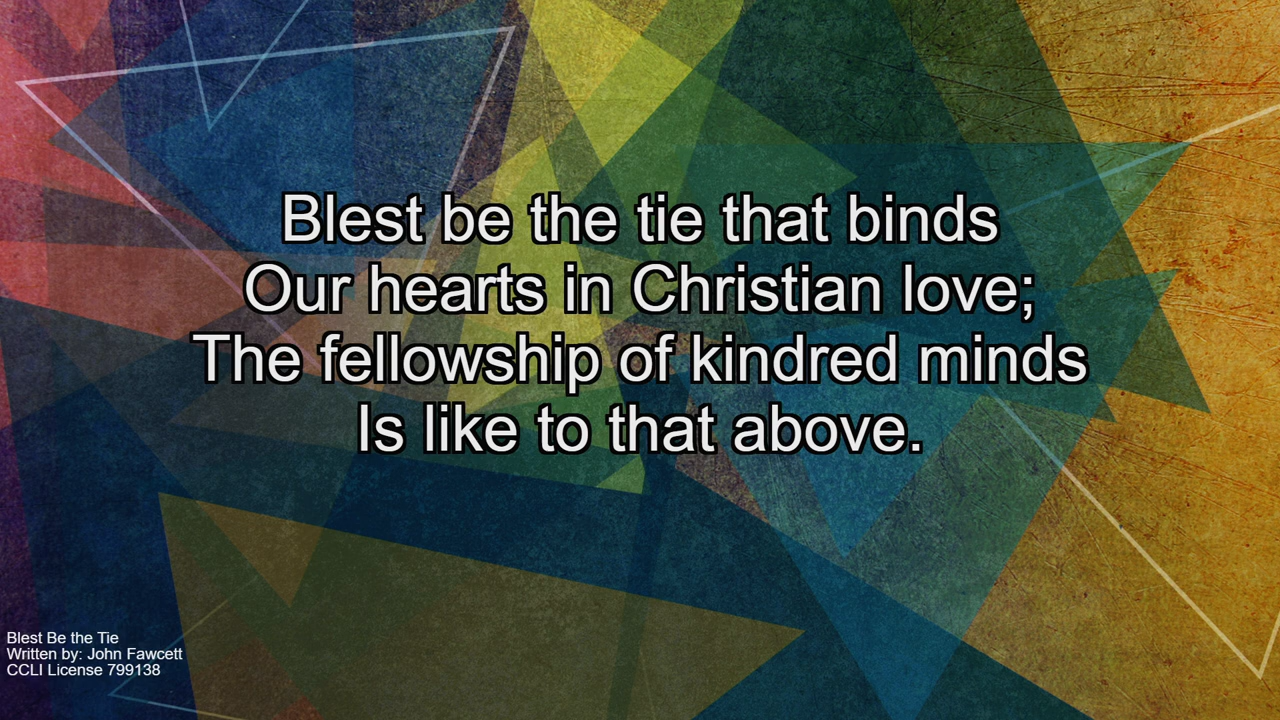 Blest be the tie that binds
Our hearts in Christian love;
The fellowship of kindred minds
Is like to that above.
Blest Be the Tie
Written by: John Fawcett
CCLI License 799138